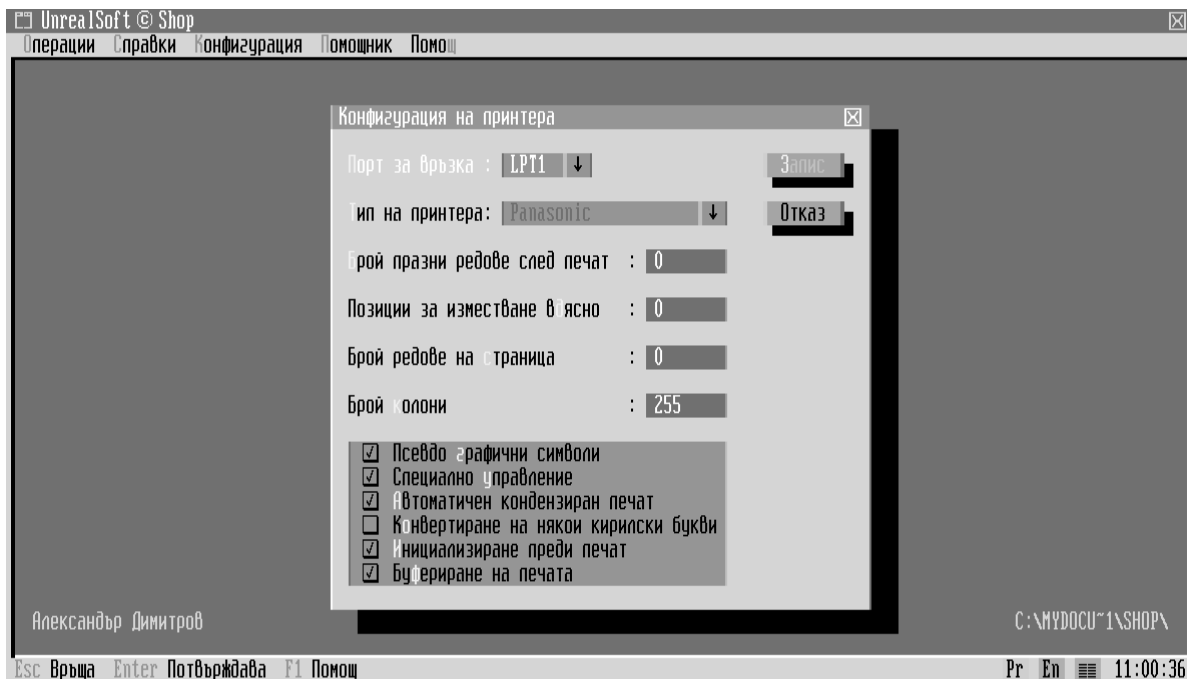 UnrealSoft © Shop
Операции Справки Конфигурация Помощник Помощ
Конфигурация на принтера
Порт за връзка : LPT1 ↓
Запис
Тип на принтера: Panasonic ↓
Отказ
Брой празни редове след печат : 0
Позиции за изместване вдясно : 0
Брой редове на страница : 0
Брой колони : 255
Псевдо графични символи
Специално управление
Автоматичен кондензиран печат
Конвертиране на някои кирилски букви
Инициализиране преди печат
Буфериране на печата
Александър Димитров
C:\MYDOCU~1\SHOP\
Esc Връща Enter Потвърждава F1 Помощ
Pr En 11:00:36